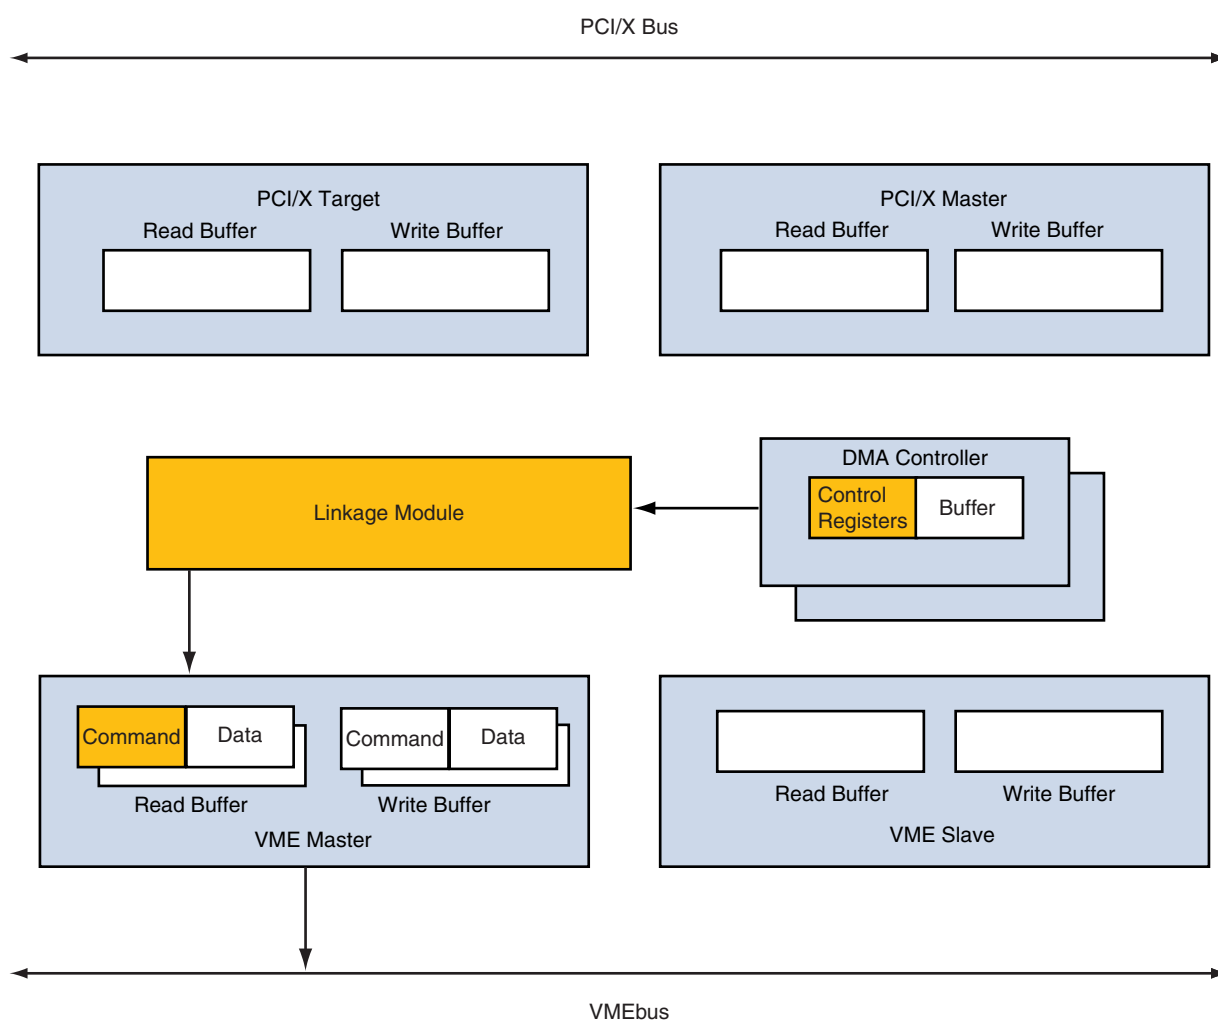 PCI/X Bus
PCI/X Target
Read Buffer
Write Buffer
PCI/X Master
Read Buffer
Write Buffer
Linkage Module
DMA Controller
Control
Registers
Buffer
Command
Data
Read Buffer
Command
Data
Write Buffer
VME Master
Read Buffer
Write Buffer
VME Slave
VMEbus